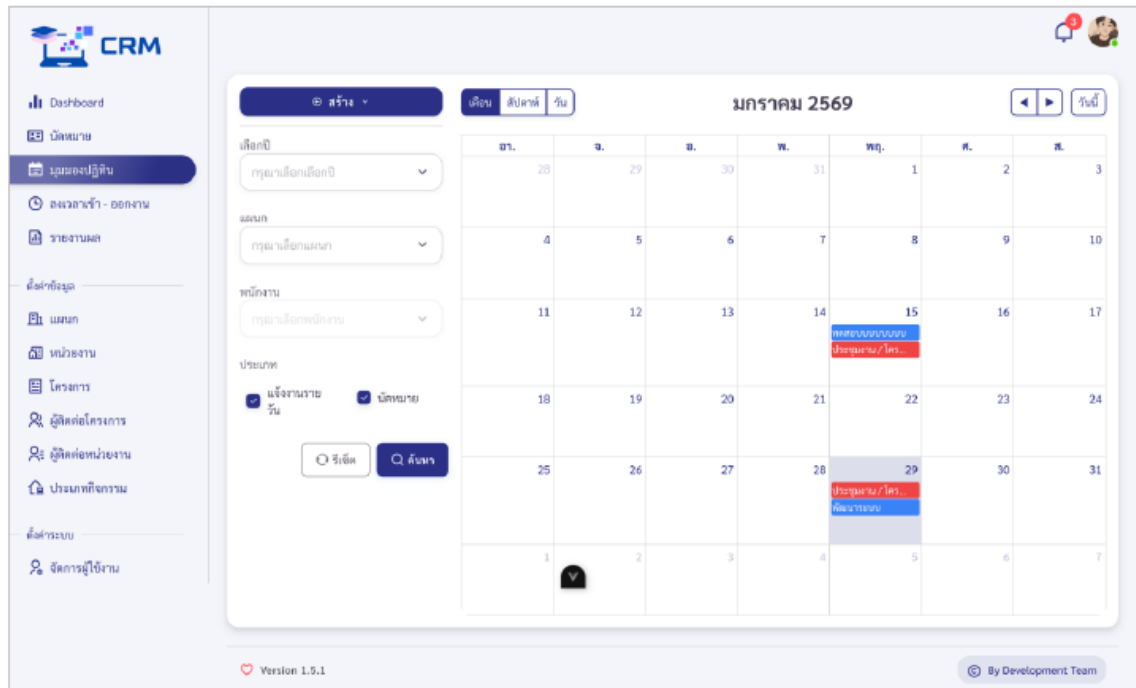 CRM
3
Dashboard
นัดหมาย
มุมมองปฏิทิน
ลงเวลาเข้า - ออกงาน
รายงานผล
ตั้งค่าข้อมูล
แผนก
หน่วยงาน
โครงการ
ผู้ติดต่อโครงการ
ผู้ติดต่อหน่วยงาน
ประเภทกิจกรรม
ตั้งค่าระบบ
จัดการผู้ใช้งาน
สร้าง
เลือกปี
กรุณาเลือกเลือกปี
แผนก
กรุณาเลือกแผนก
พนักงาน
กรุณาเลือกพนักงาน
ประเภท
แจ้งงานราย
วัน
นัดหมาย
รีเซ็ต
ค้นหา
เดือน สัปดาห์ วัน
มกราคม 2569
วันนี้
อา. จ. อ. พ. พฤ. ศ. ส.
28 29 30 31 1 2 3
4 5 6 7 8 9 10
11 12 13 14 15 16 17
ประชุมงาน / โคร...
18 19 20 21 22 23 24
25 26 27 28 29 30 31
ประชุมงาน / โคร...
พัฒนาระบบ
1 2 3 4 5 6 7
Version 1.5.1
© By Development Team